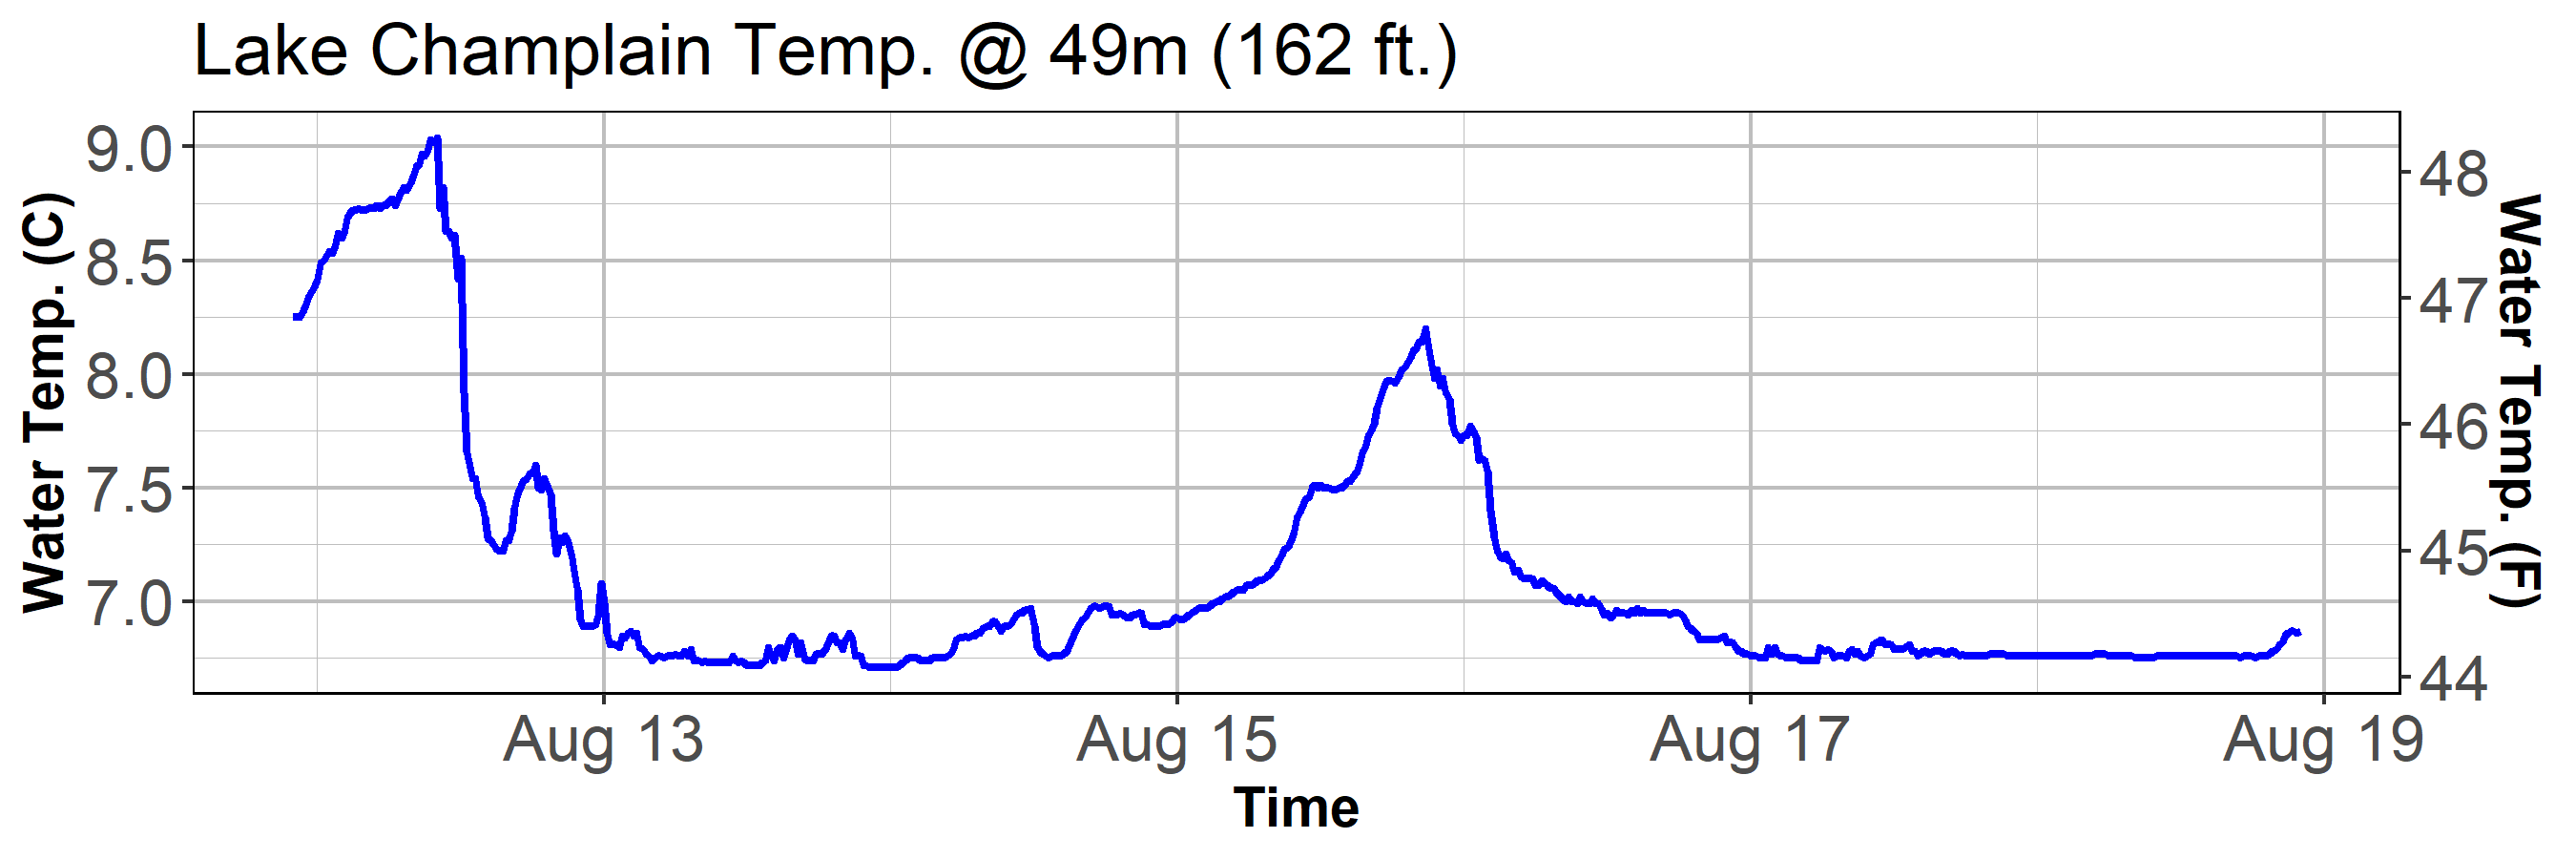 Lake Champlain Temp. @ 49m (162 ft.)
Water Temp. (C)
9.0
8.5
8.0
7.5
7.0
48
47
46
45
44
Water Temp. (F)
Aug 13 Aug 15 Aug 17 Aug 19
Time